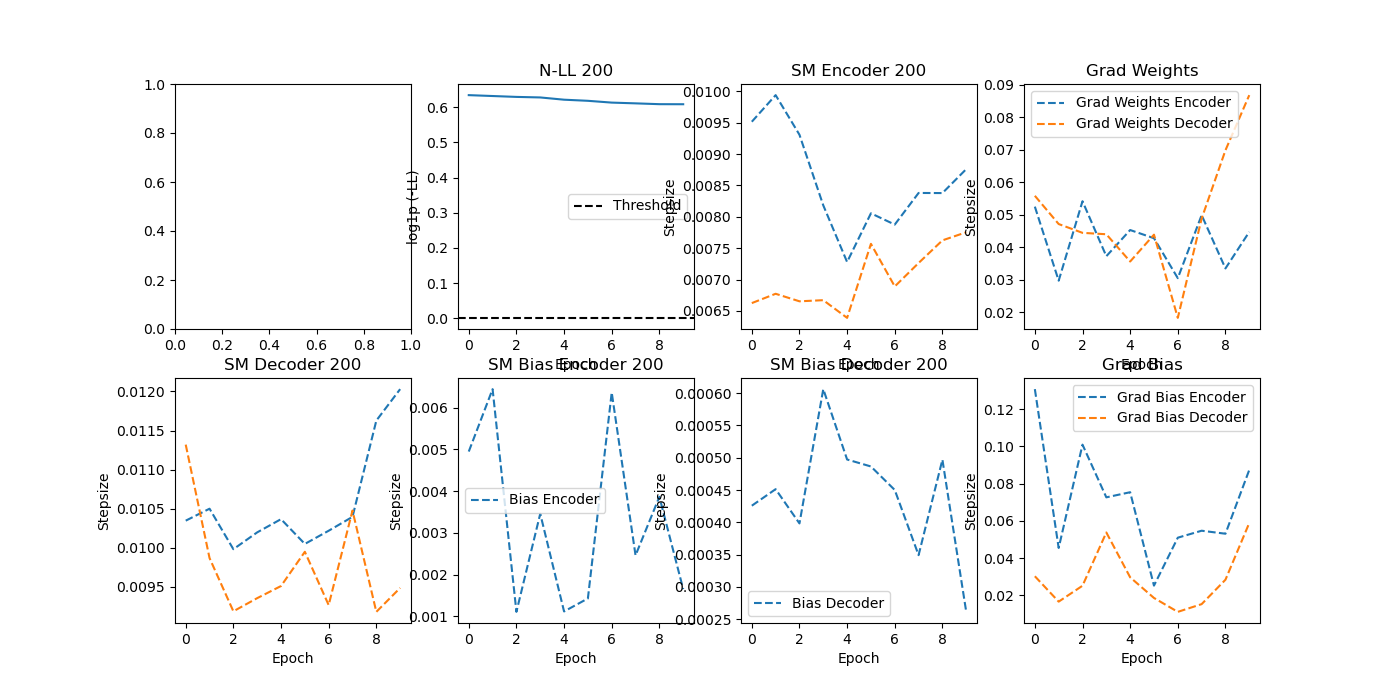 1.0
0.8
0.6
0.4
0.2
0.0
0.0 0.2 0.4 0.6 0.8 1.0
N-LL 200
log1p (-LL)
0.6
0.5
0.4
0.3
0.2
0.1
0.0
Threshold
0 2 4 6 8
Epoch
SM Encoder 200
Stepsize
0.0100
0.0095
0.0090
0.0085
0.0080
0.0075
0.0070
0.0065
0 2 4 6 8
Epoch
Grad Weights
Stepsize
0.09
0.08
0.07
0.06
0.05
0.04
0.03
0.02
Grad Weights Encoder
Grad Weights Decoder
0 2 4 6 8
Epoch
SM Decoder 200
Stepsize
0.0120
0.0115
0.0110
0.0105
0.0100
0.0095
0 2 4 6 8
Epoch
SM Bias Encoder 200
Stepsize
0.006
0.005
0.004
0.003
0.002
0.001
Bias Encoder
0 2 4 6 8
Epoch
SM Bias Decoder 200
Stepsize
0.00060
0.00055
0.00050
0.00045
0.00040
0.00035
0.00030
0.00025
Bias Decoder
0 2 4 6 8
Epoch
Grad Bias
Stepsize
0.12
0.10
0.08
0.06
0.04
0.02
Grad Bias Encoder
Grad Bias Decoder
0 2 4 6 8
Epoch